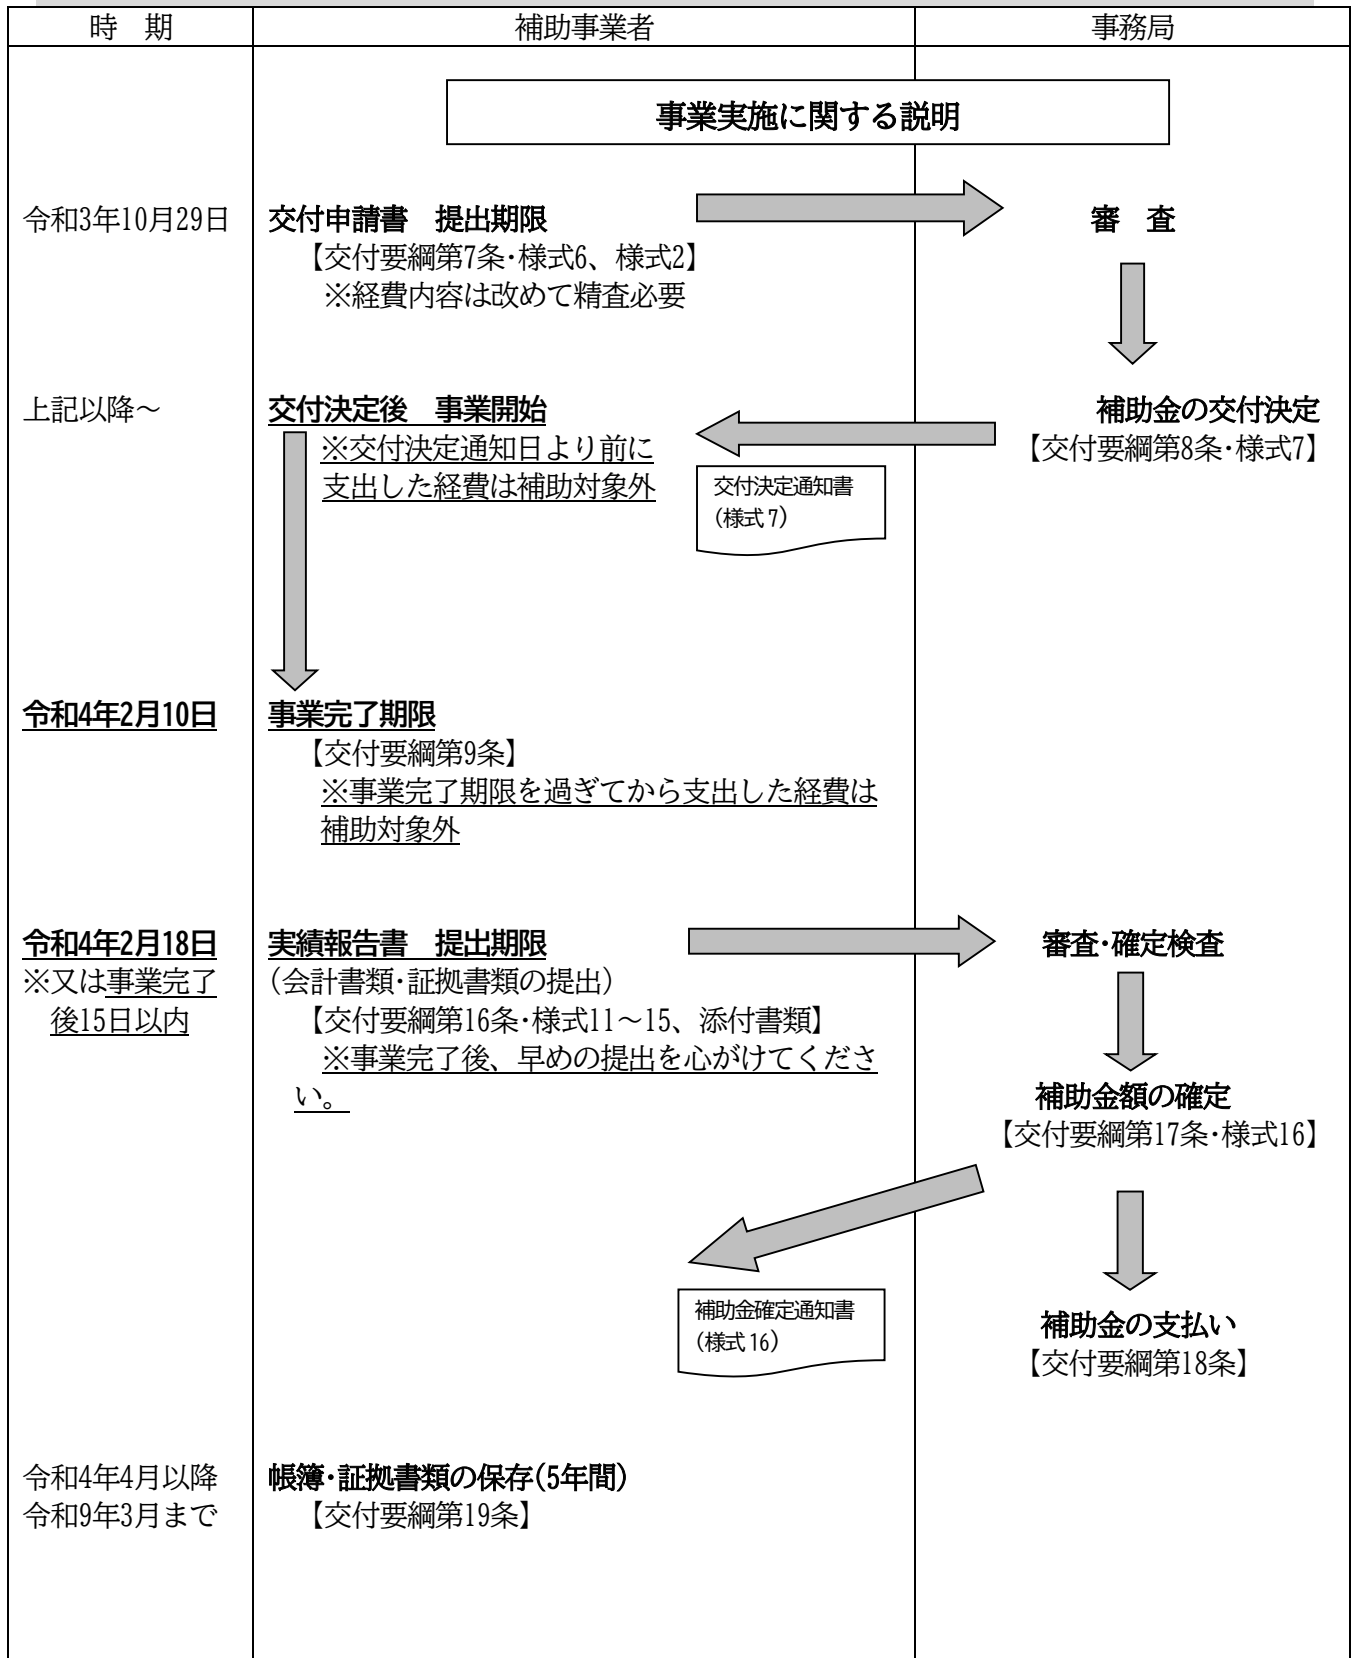 時　期
補助事業者
事務局
事業実施に関する説明
令和3年10月29日
交付申請書　提出期限
審　査
【交付要綱第7条・様式6、様式2】
※経費内容は改めて精査必要
上記以降～
交付決定後　事業開始
補助金の交付決定
※交付決定通知日より前に
【交付要綱第8条・様式7】
支出した経費は補助対象外
交付決定通知書
(様式7)
令和4年2月10日
事業完了期限
【交付要綱第9条】
※事業完了期限を過ぎてから支出した経費は
補助対象外
令和4年2月18日
実績報告書　提出期限
審査・確定検査
※又は事業完了
後15日以内
(会計書類・証拠書類の提出)
【交付要綱第16条・様式11～15、添付書類】
※事業完了後、早めの提出を心がけてくださ
い。
補助金額の確定
【交付要綱第17条・様式16】
補助金確定通知書
(様式16)
補助金の支払い
【交付要綱第18条】
令和4年4月以降
令和9年3月まで
帳簿・証拠書類の保存(5年間)
【交付要綱第19条】